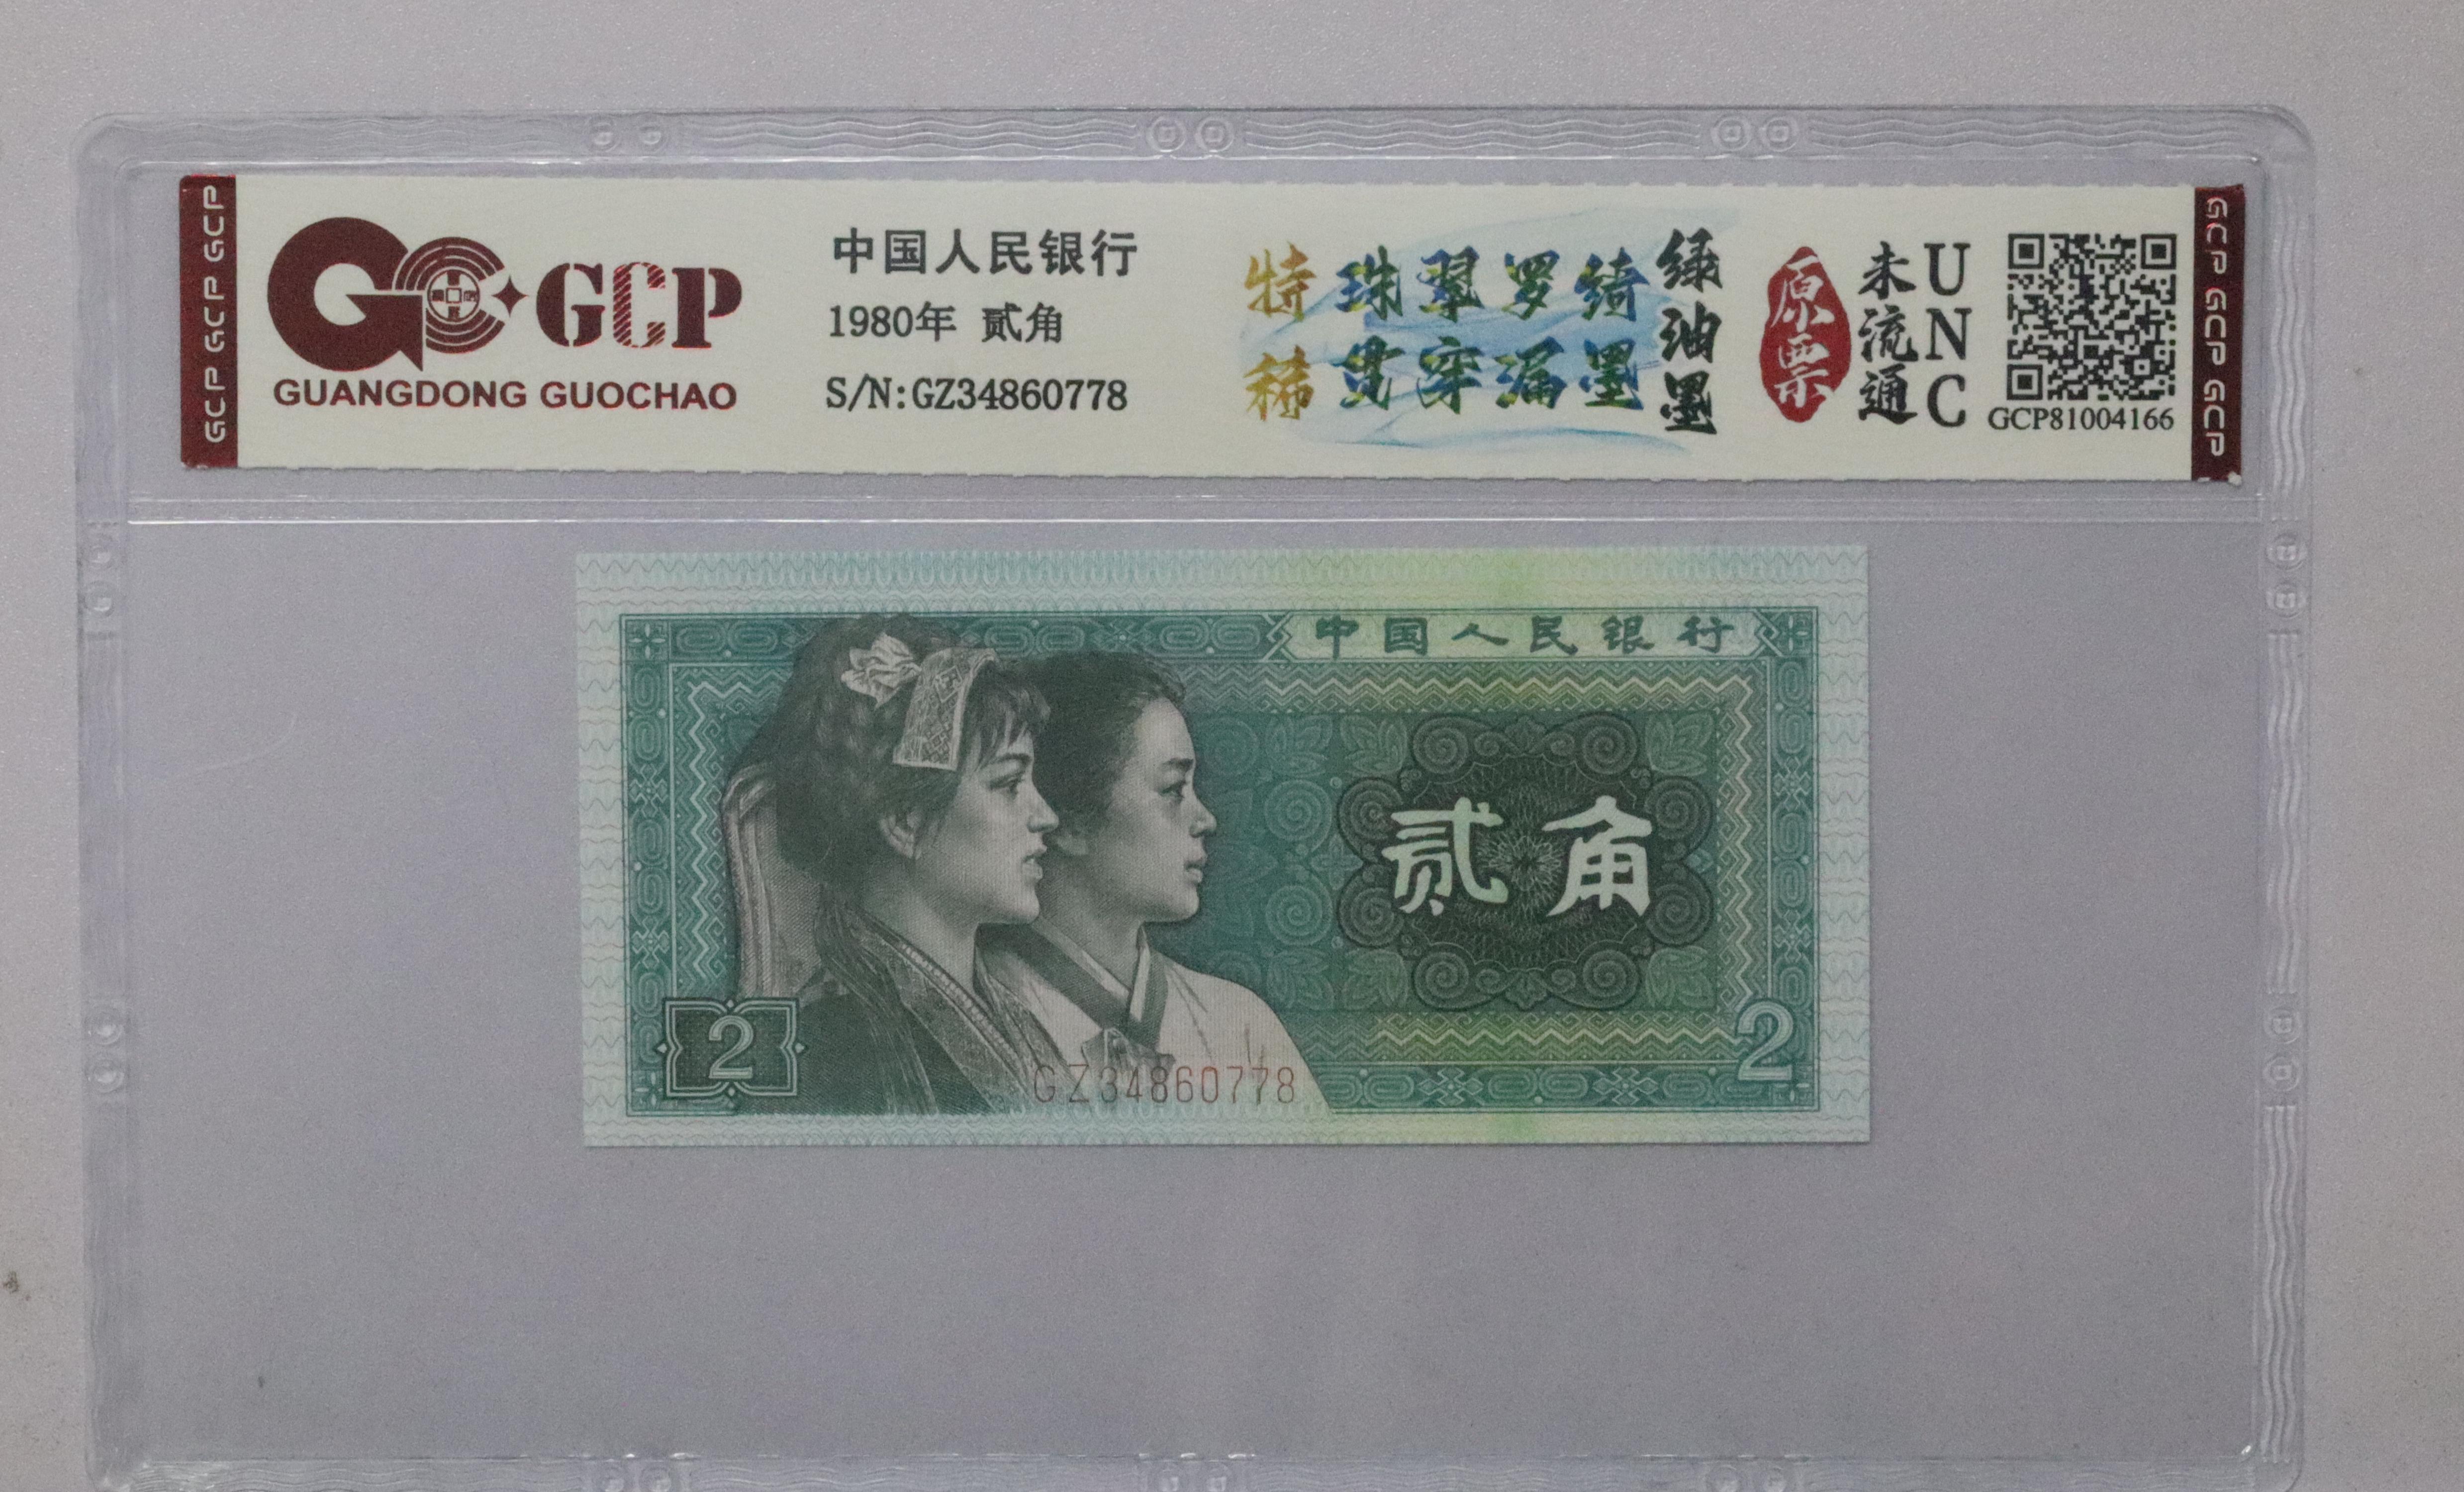 GCP GCP GCP
GCP
GUANGDONG GUOCHAO
中国人民银行
1980年 贰角
S/N:GZ34860778
特稀
珠翠罗绮
贯穿漏墨
绿油墨
原票
未流通
UNC
GCP81004166
GCP GCP GCP
中国人民银行
贰角
2
2
GZ34860778